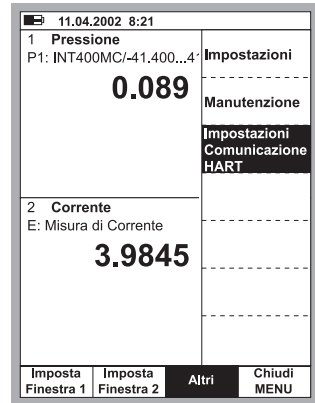 11.04.2002 8:21
1 Pressione
P1: INT400MC/-41.400...4
0.089
2 Corrente
E: Misura di Corrente
3.9845
Impostazioni
Manutenzione
Impostazioni
Comunicazione
HART
Imposta
Finestra 1
Imposta
Finestra 2
Altri
Chiudi
MENU